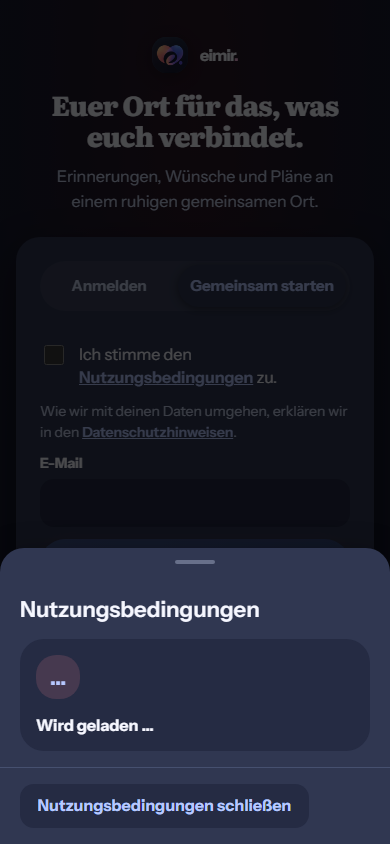 eimir.
Euer Ort für das, was
euch verbindet.
Erinnerungen, Wünsche und Pläne an
einem ruhigen gemeinsamen Ort.
Anmelden
Gemeinsam starten
Ich stimme den
Nutzungsbedingungen zu.
Wie wir mit deinen Daten umgehen, erklären wir
in den Datenschutzhinweisen.
E-Mail
Nutzungsbedingungen
...
Wird geladen ...
Nutzungsbedingungen schließen